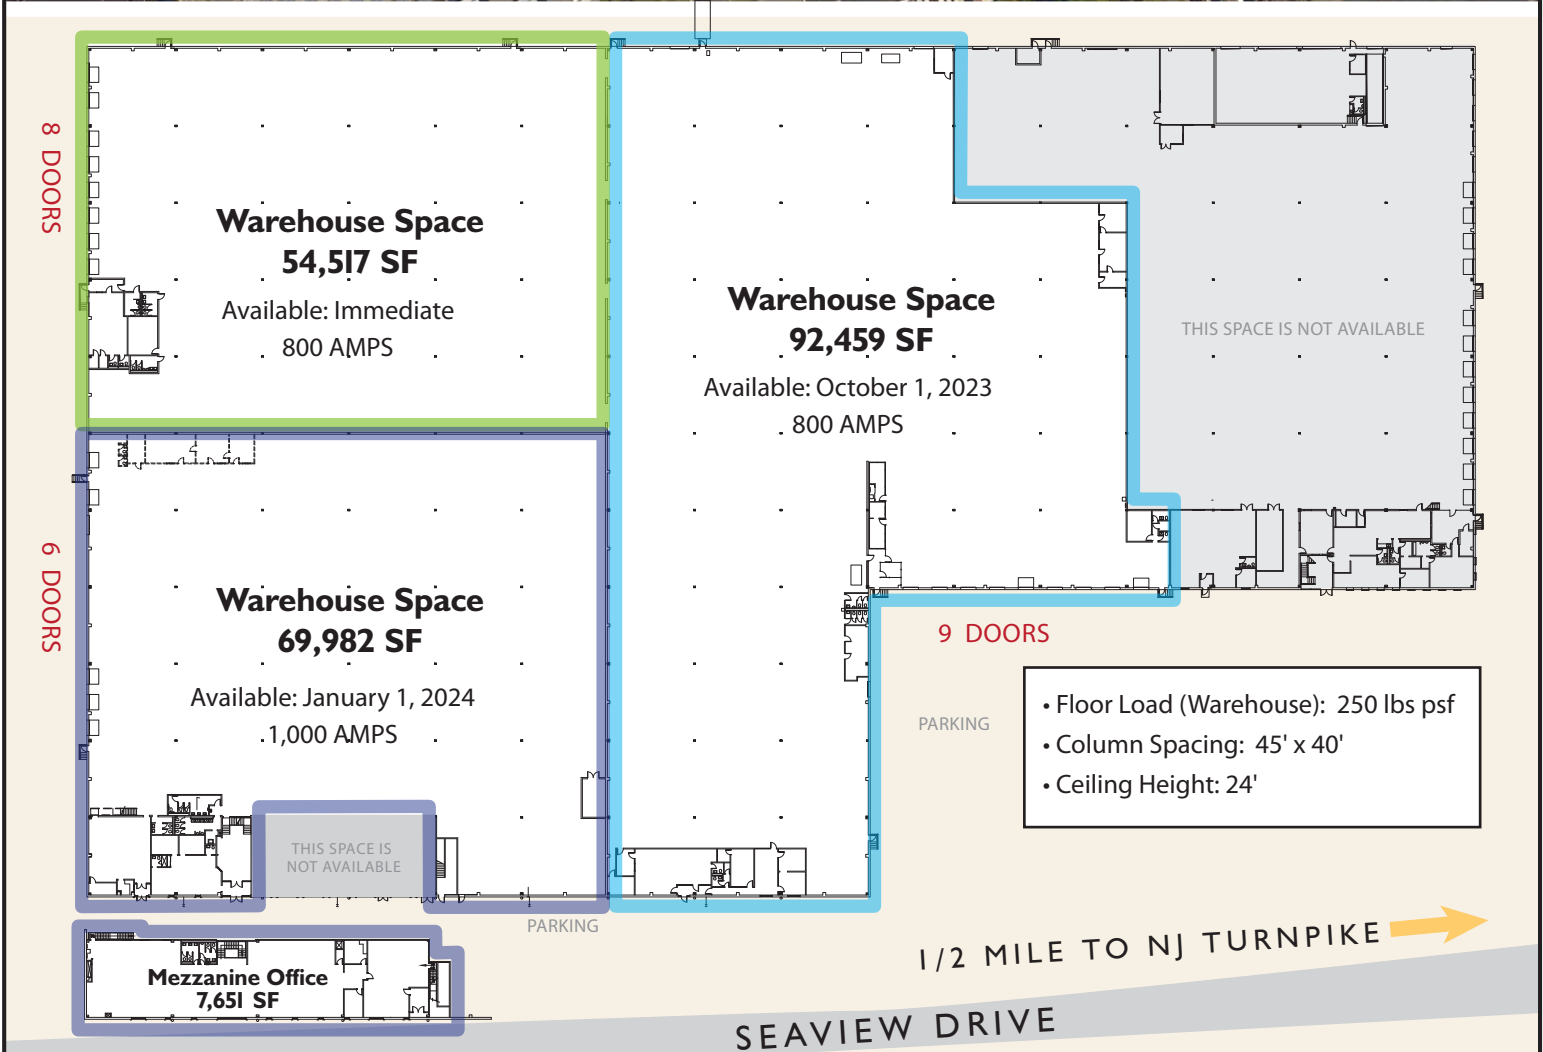 8 DOORS
Warehouse Space
54,517 SF
Available: Immediate
800 AMPS
Warehouse Space
92,459 SF
Available: October 1, 2023
800 AMPS
THIS SPACE IS NOT AVAILABLE
6 DOORS
Warehouse Space
69,982 SF
Available: January 1, 2024
1,000 AMPS
9 DOORS
PARKING
• Floor Load (Warehouse): 250 lbs psf
• Column Spacing: 45' x 40'
• Ceiling Height: 24'
THIS SPACE IS
NOT AVAILABLE
PARKING
Mezzanine Office
7,651 SF
1/2 MILE TO NJ TURNPIKE
SEAVIEW DRIVE